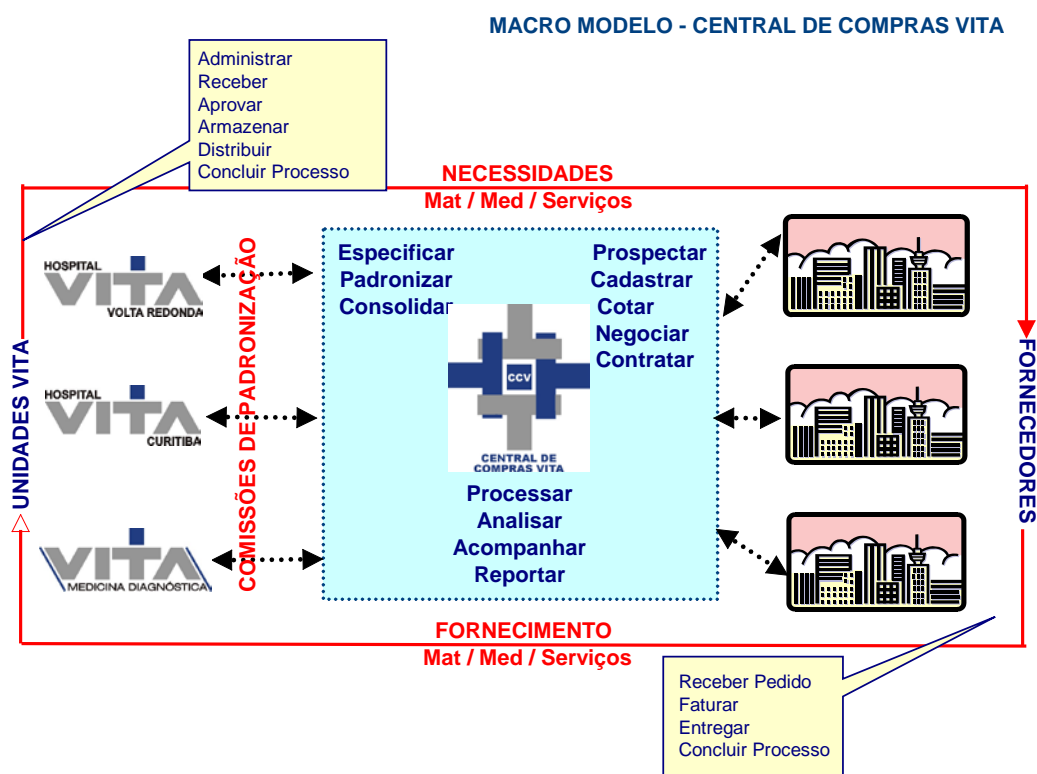 MACRO MODELO - CENTRAL DE COMPRAS VITA
Administrar
Receber
Aprovar
Armazenar
Distribuir
Concluir Processo
NECESSIDADES
Mat / Med / Serviços
UNIDADES VITA
HOSPITAL
VITA
VOLTA REDONDA
HOSPITAL
VITA
CURITIBA
VITA
MEDICINA DIAGNÓSTICA
COMISSÕES DE PADRONIZAÇÃO
Especificar
Padronizar
Consolidar
Prospectar
Cadastrar
Cotar
Negociar
Contratar
CCV
CENTRAL DE
COMPRAS VITA
Processar
Analisar
Acompanhar
Reportar
FORNECEDORES
FORNECIMENTO
Mat / Med / Serviços
Receber Pedido
Faturar
Entregar
Concluir Processo